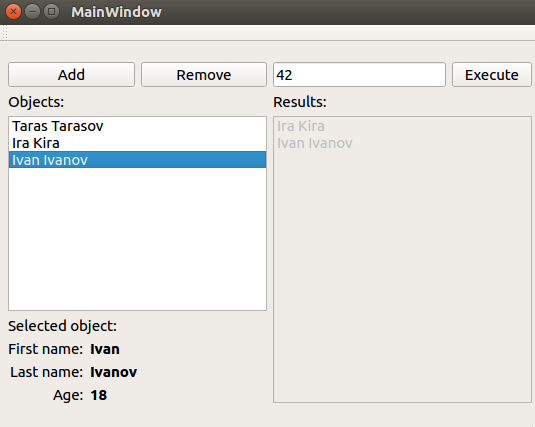 MainWindow
Add
Remove
42
Execute
Objects:
Results:
Taras Tarasov
Ira Kira
Ivan Ivanov
Ira Kira
Ivan Ivanov
Selected object:
First name: Ivan
Last name: Ivanov
Age: 18